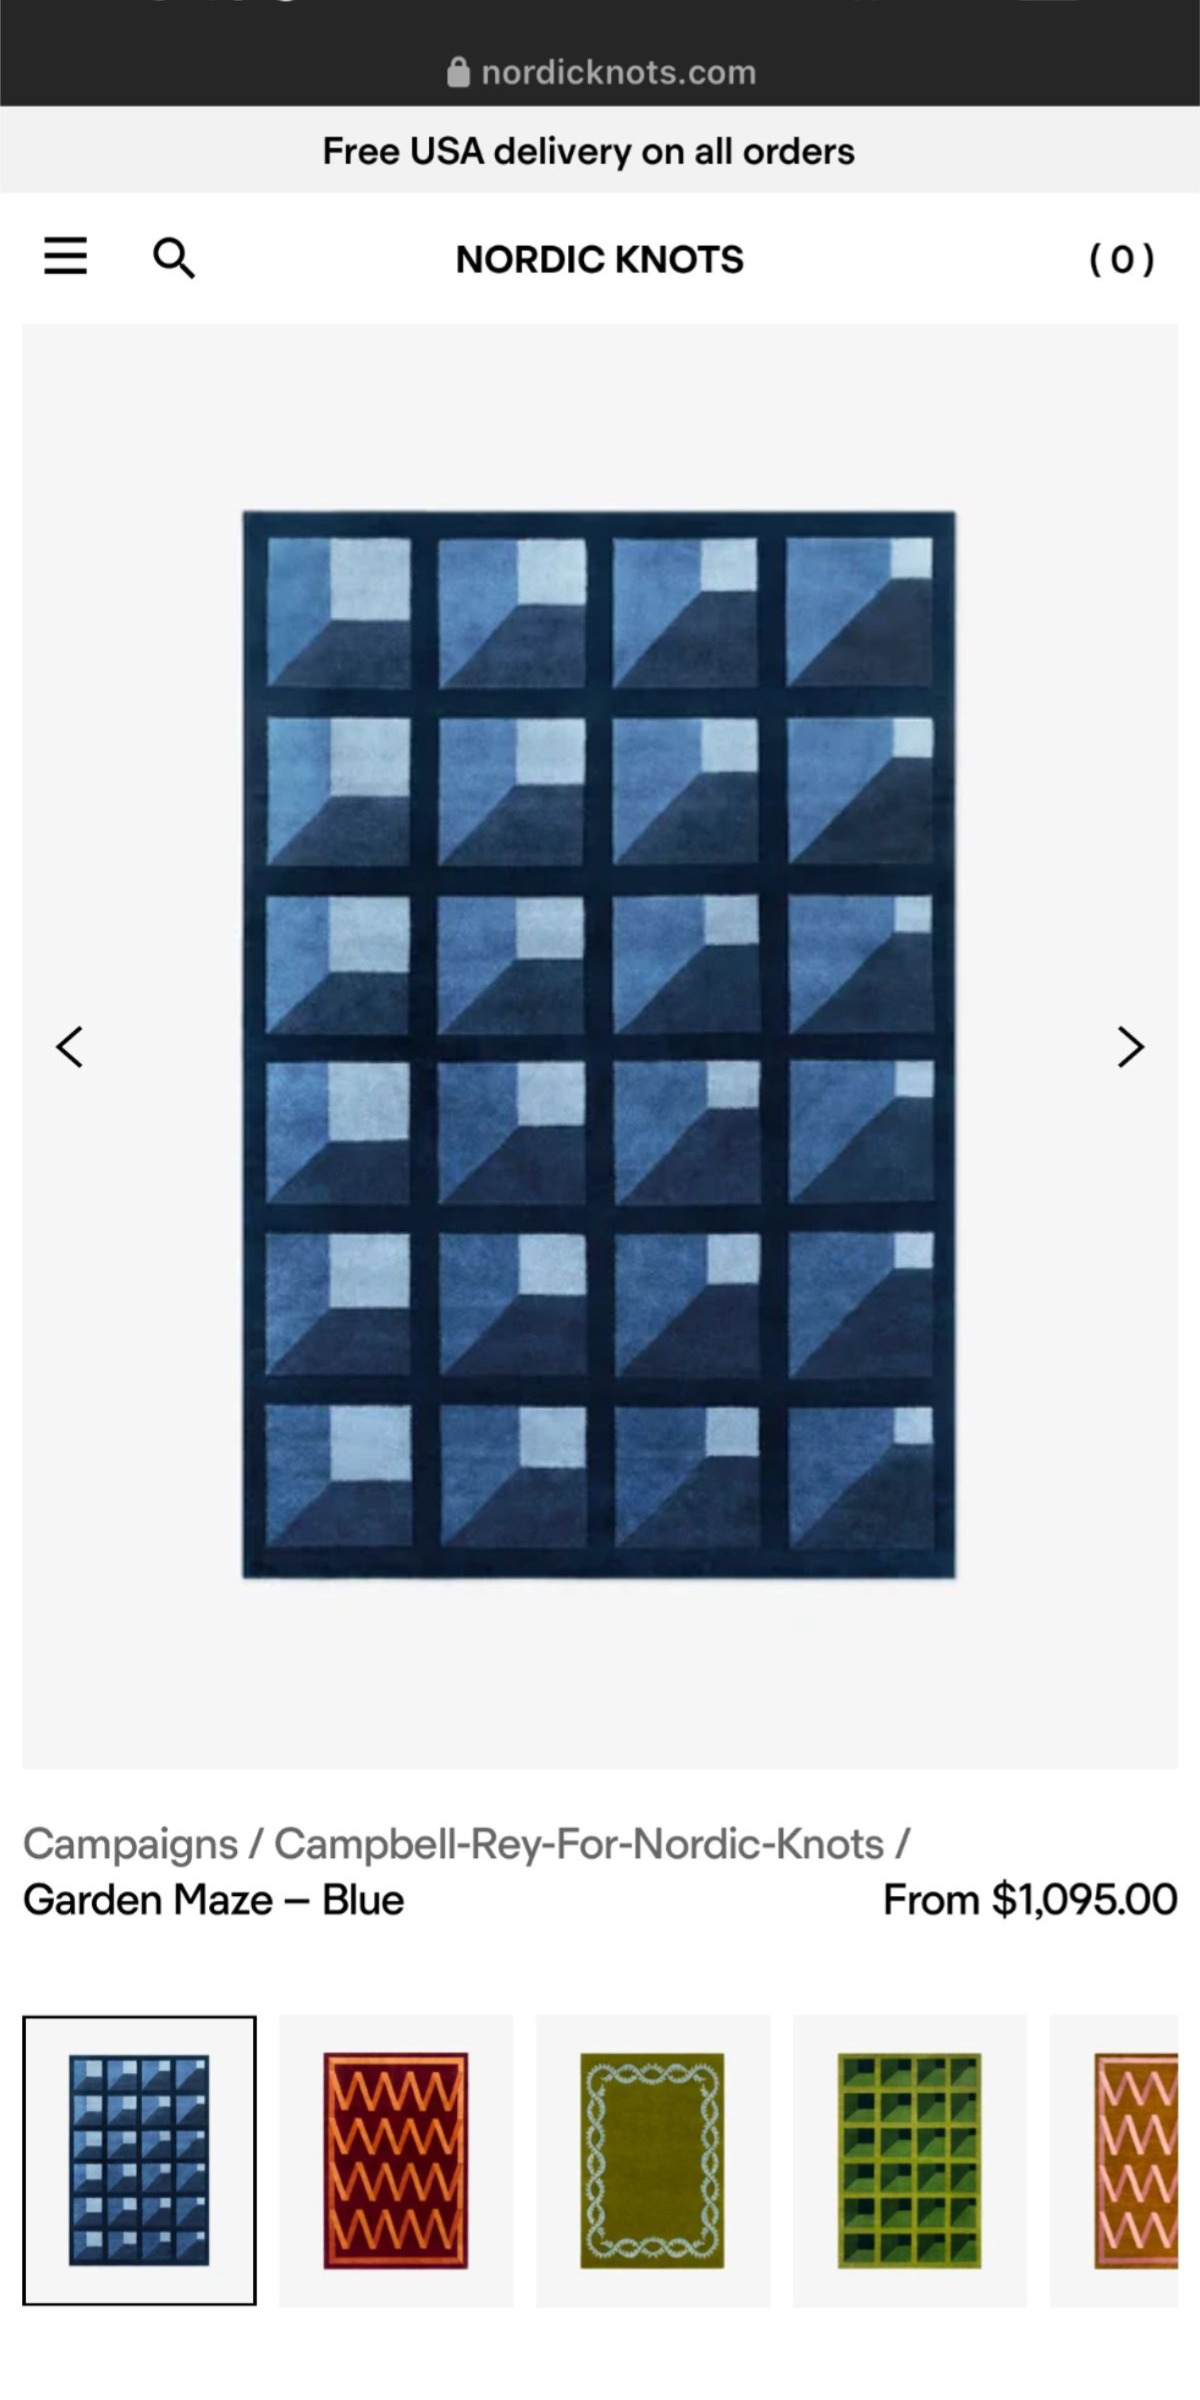 nordicknots.com
Free USA delivery on all orders
NORDIC KNOTS
( 0 )
Campaigns / Campbell-Rey-For-Nordic-Knots /
Garden Maze – Blue
From $1,095.00